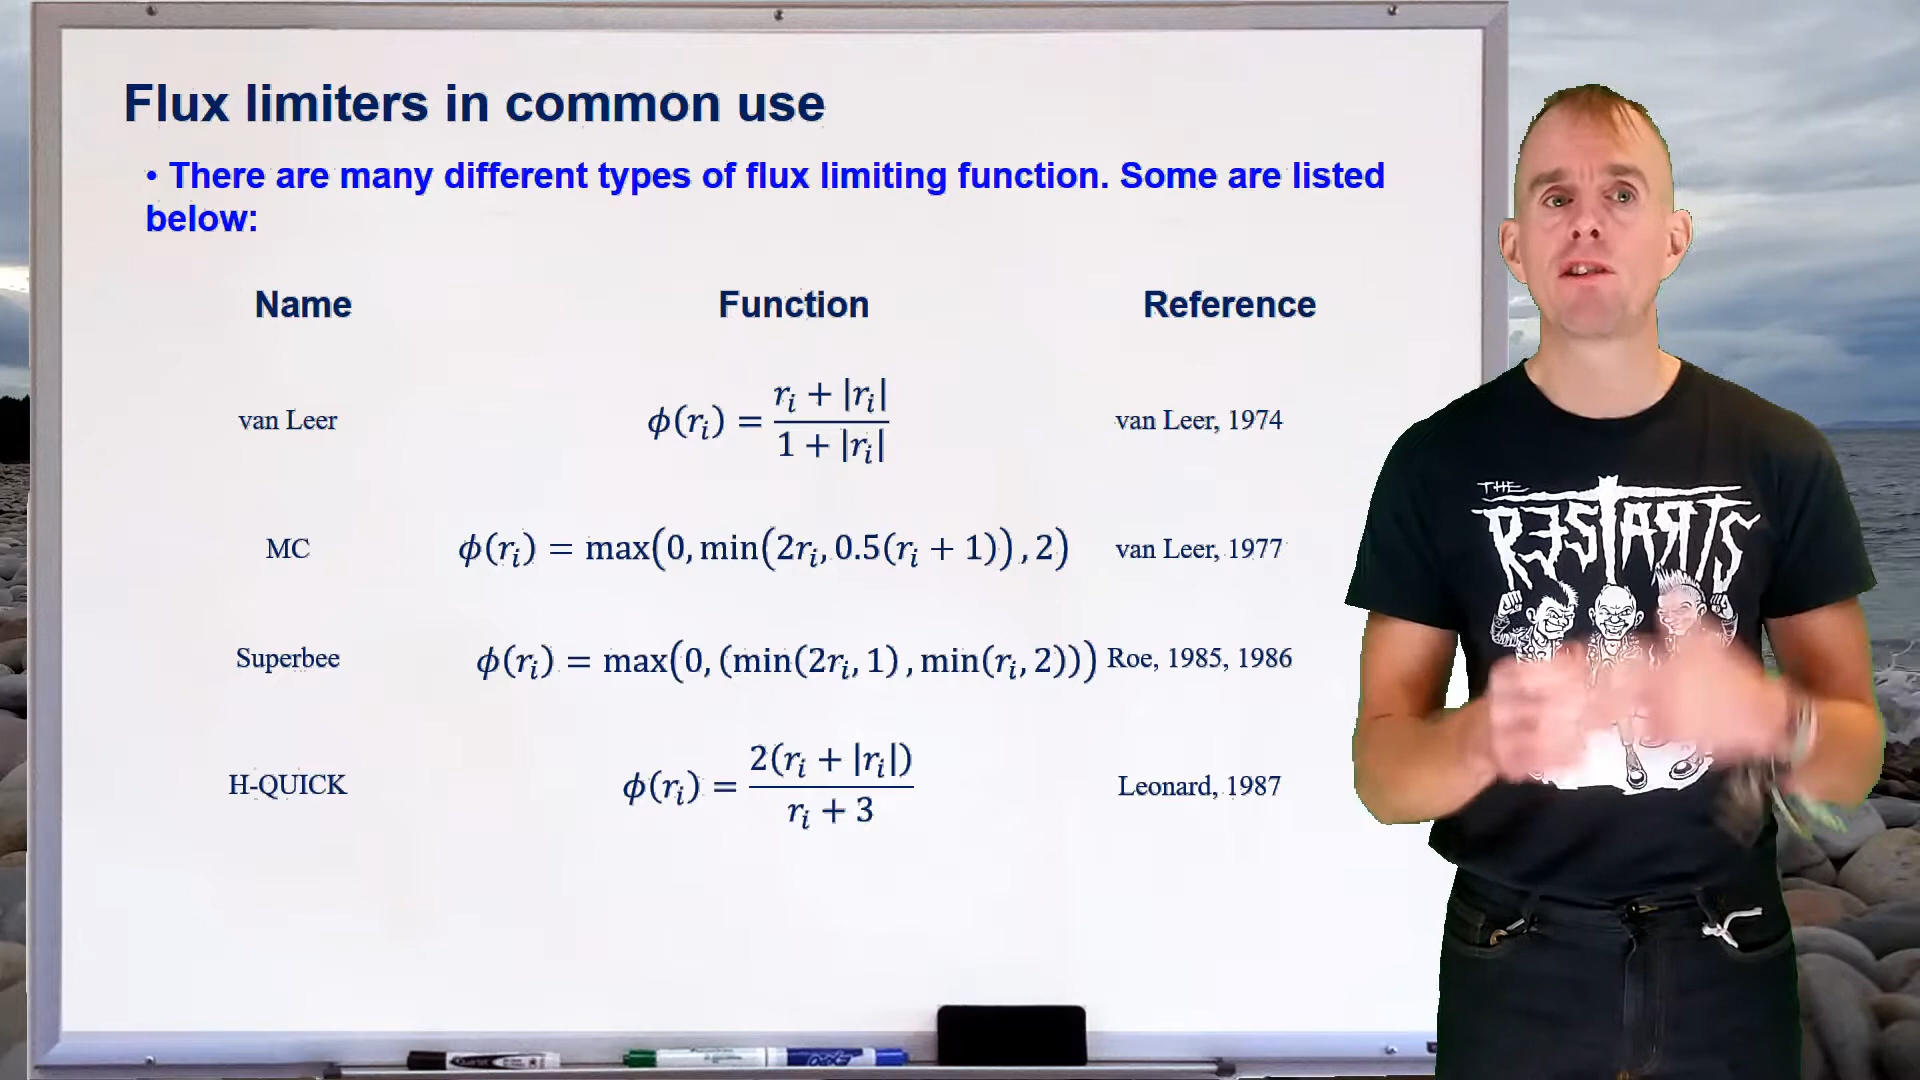 Flux limiters in common use
• There are many different types of flux limiting function. Some are listed
below:
Name Function Reference
van Leer ϕ(rᵢ) = (rᵢ + |rᵢ|) / (1 + |rᵢ|) van Leer, 1974
MC ϕ(rᵢ) = max(0, min(2rᵢ, 0.5(rᵢ + 1)), 2) van Leer, 1977
Superbee ϕ(rᵢ) = max(0, (min(2rᵢ, 1), min(rᵢ, 2))) Roe, 1985, 1986
H-QUICK ϕ(rᵢ) = 2(rᵢ + |rᵢ|) / (rᵢ + 3) Leonard, 1987
THE
RESTARTS